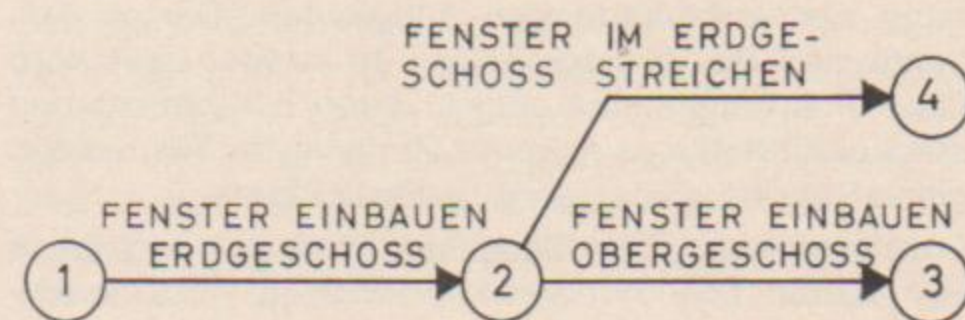 FENSTER IM ERDGE-
SCHOSS STREICHEN
4
FENSTER EINBAUEN
ERDGESCHOSS
FENSTER EINBAUEN
OBERGESCHOSS
1
2
3